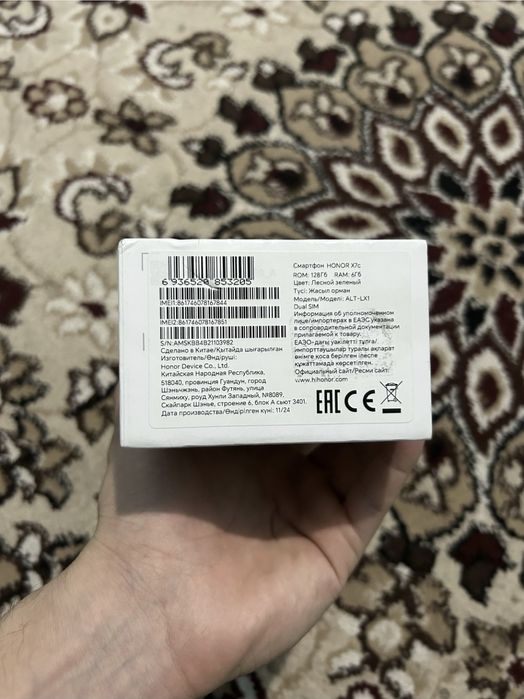 6 936520 853205
IMEI1:861746078167844
IMEI2:861746078167851
S/N:AMSKBB4B21103982
Сделано в Китае/Қытайда шығарылған
Изготовитель/Өндіруші:
Honor Device Co., Ltd.
Китайская Народная Республика,
518040, провинция Гуандун, город
Шэньчжэнь, район Футянь, улица
Сянмиху, роуд Хунли Западный, №8089,
Скайпарк Шэнье, строение 6, блок А сьют 3401.
Дата производства/Өндірілген күні: 11/24
Смартфон HONOR X7c
ROM: 128Гб RAM: 6Гб
Цвет: Лесной зеленый
Түсі: Жасыл орман
Модель/Моделі: ALT-LX1
Dual SIM
Информация об уполномоченном
лице/импортерах в ЕАЭС указана
в сопроводительной документации
прилагаемой к товару.
ЕАЭО-дағы уәкілетті тұлға/
импорттаушылар туралы ақпарат
өнімге қоса берілген ілеспе
құжаттамада көрсетілген.
Официальный сайт/Ресми сайт:
www.hihonor.com
EAC CE